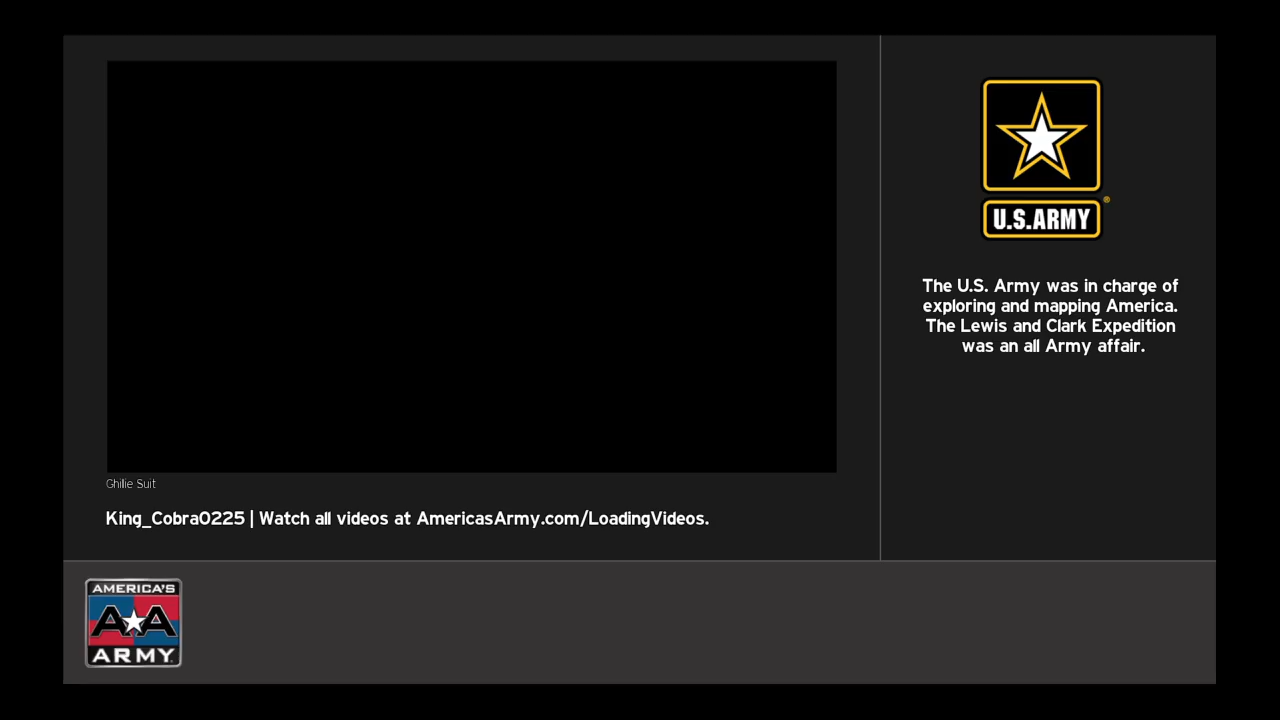 U.S.ARMY
®
The U.S. Army was in charge of
exploring and mapping America.
The Lewis and Clark Expedition
was an all Army affair.
Ghillie Suit
King_Cobra0225 | Watch all videos at AmericasArmy.com/LoadingVideos.
AMERICA'S
AA
ARMY